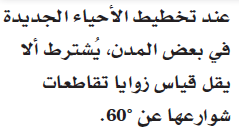 عند تخطيط الأحياء الجديدة
في بعض المدن، يُشترط ألا
يقل قياس زوايا تقاطعات
شوارعها عن 60°.